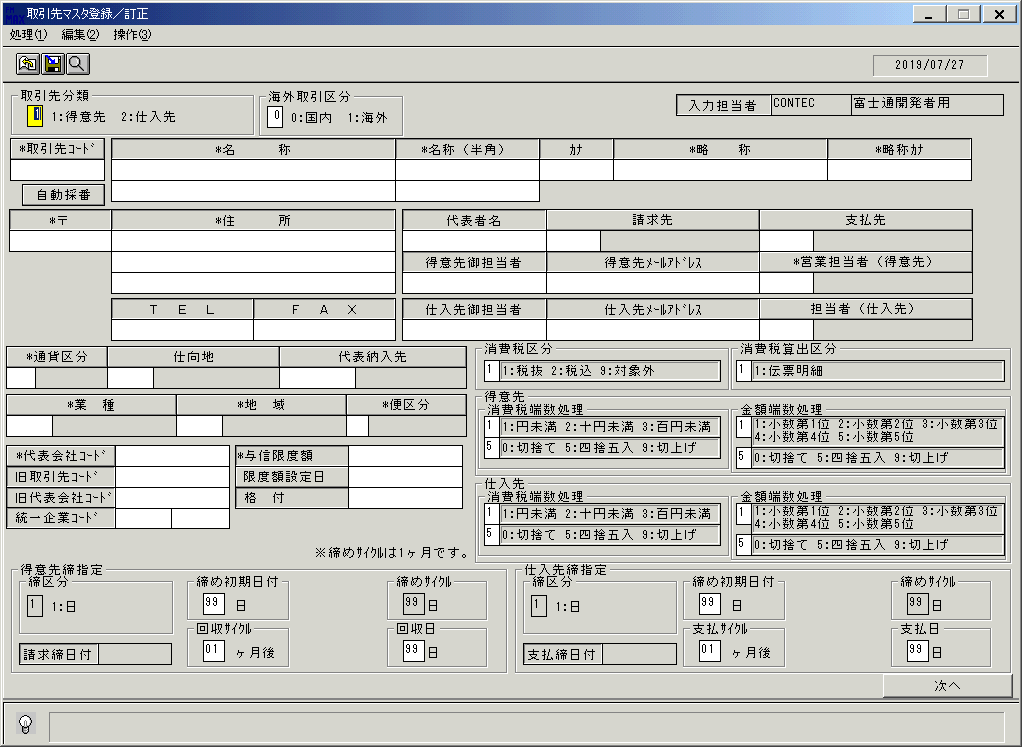 取引先マスタ登録／訂正
処理(1) 編集(2) 操作(3)
2019/07/27
取引先分類
1:得意先 2:仕入先
海外取引区分
0 0:国内 1:海外
入力担当者 CONTEC 富士通開発者用
*取引先ｺｰﾄﾞ *名 称 *名称（半角） ｶﾅ *略 称 *略称ｶﾅ
自動採番
*〒 *住 所 代表者名 請求先 支払先
得意先御担当者 得意先ﾒｰﾙｱﾄﾞﾚｽ *営業担当者（得意先）
ＴＥＬ ＦＡＸ 仕入先御担当者 仕入先ﾒｰﾙｱﾄﾞﾚｽ 担当者（仕入先）
*通貨区分 仕向地 代表納入先
消費税区分
1 1:税抜 2:税込 9:対象外
消費税算出区分
1 1:伝票明細
*業 種 *地 域 *便区分
得意先
消費税端数処理
1 1:円未満 2:十円未満 3:百円未満
5 0:切捨て 5:四捨五入 9:切上げ
金額端数処理
1 1:小数第1位 2:小数第2位 3:小数第3位
4:小数第4位 5:小数第5位
5 0:切捨て 5:四捨五入 9:切上げ
*代表会社ｺｰﾄﾞ *与信限度額
旧取引先ｺｰﾄﾞ 限度額設定日
旧代表会社ｺｰﾄﾞ 格 付
統一企業ｺｰﾄﾞ
仕入先
消費税端数処理
1 1:円未満 2:十円未満 3:百円未満
5 0:切捨て 5:四捨五入 9:切上げ
金額端数処理
1 1:小数第1位 2:小数第2位 3:小数第3位
4:小数第4位 5:小数第5位
5 0:切捨て 5:四捨五入 9:切上げ
※締めｻｲｸﾙは1ヶ月です。
得意先締指定
締区分
1 1:日
締め初期日付
99 日
締めｻｲｸﾙ
99 日
請求締日付
回収ｻｲｸﾙ
01 ヶ月後
回収日
99 日
仕入先締指定
締区分
1 1:日
締め初期日付
99 日
締めｻｲｸﾙ
99 日
支払締日付
支払ｻｲｸﾙ
01 ヶ月後
支払日
99 日
次へ